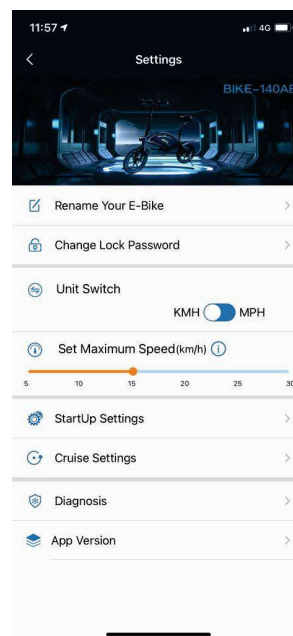 11:57 4G
Settings
BIKE-140AE
Rename Your E-Bike
Change Lock Password
Unit Switch
KMH MPH
Set Maximum Speed(km/h)
5 10 15 20 25 30
StartUp Settings
Cruise Settings
Diagnosis
App Version